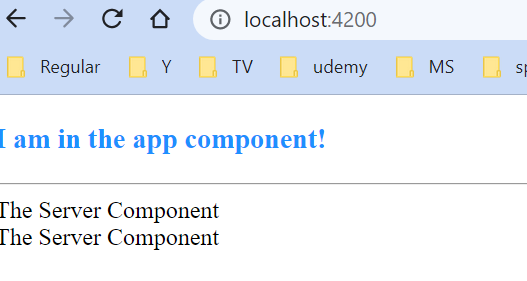 localhost:4200
Regular Y TV udemy MS
I am in the app component!
The Server Component
The Server Component